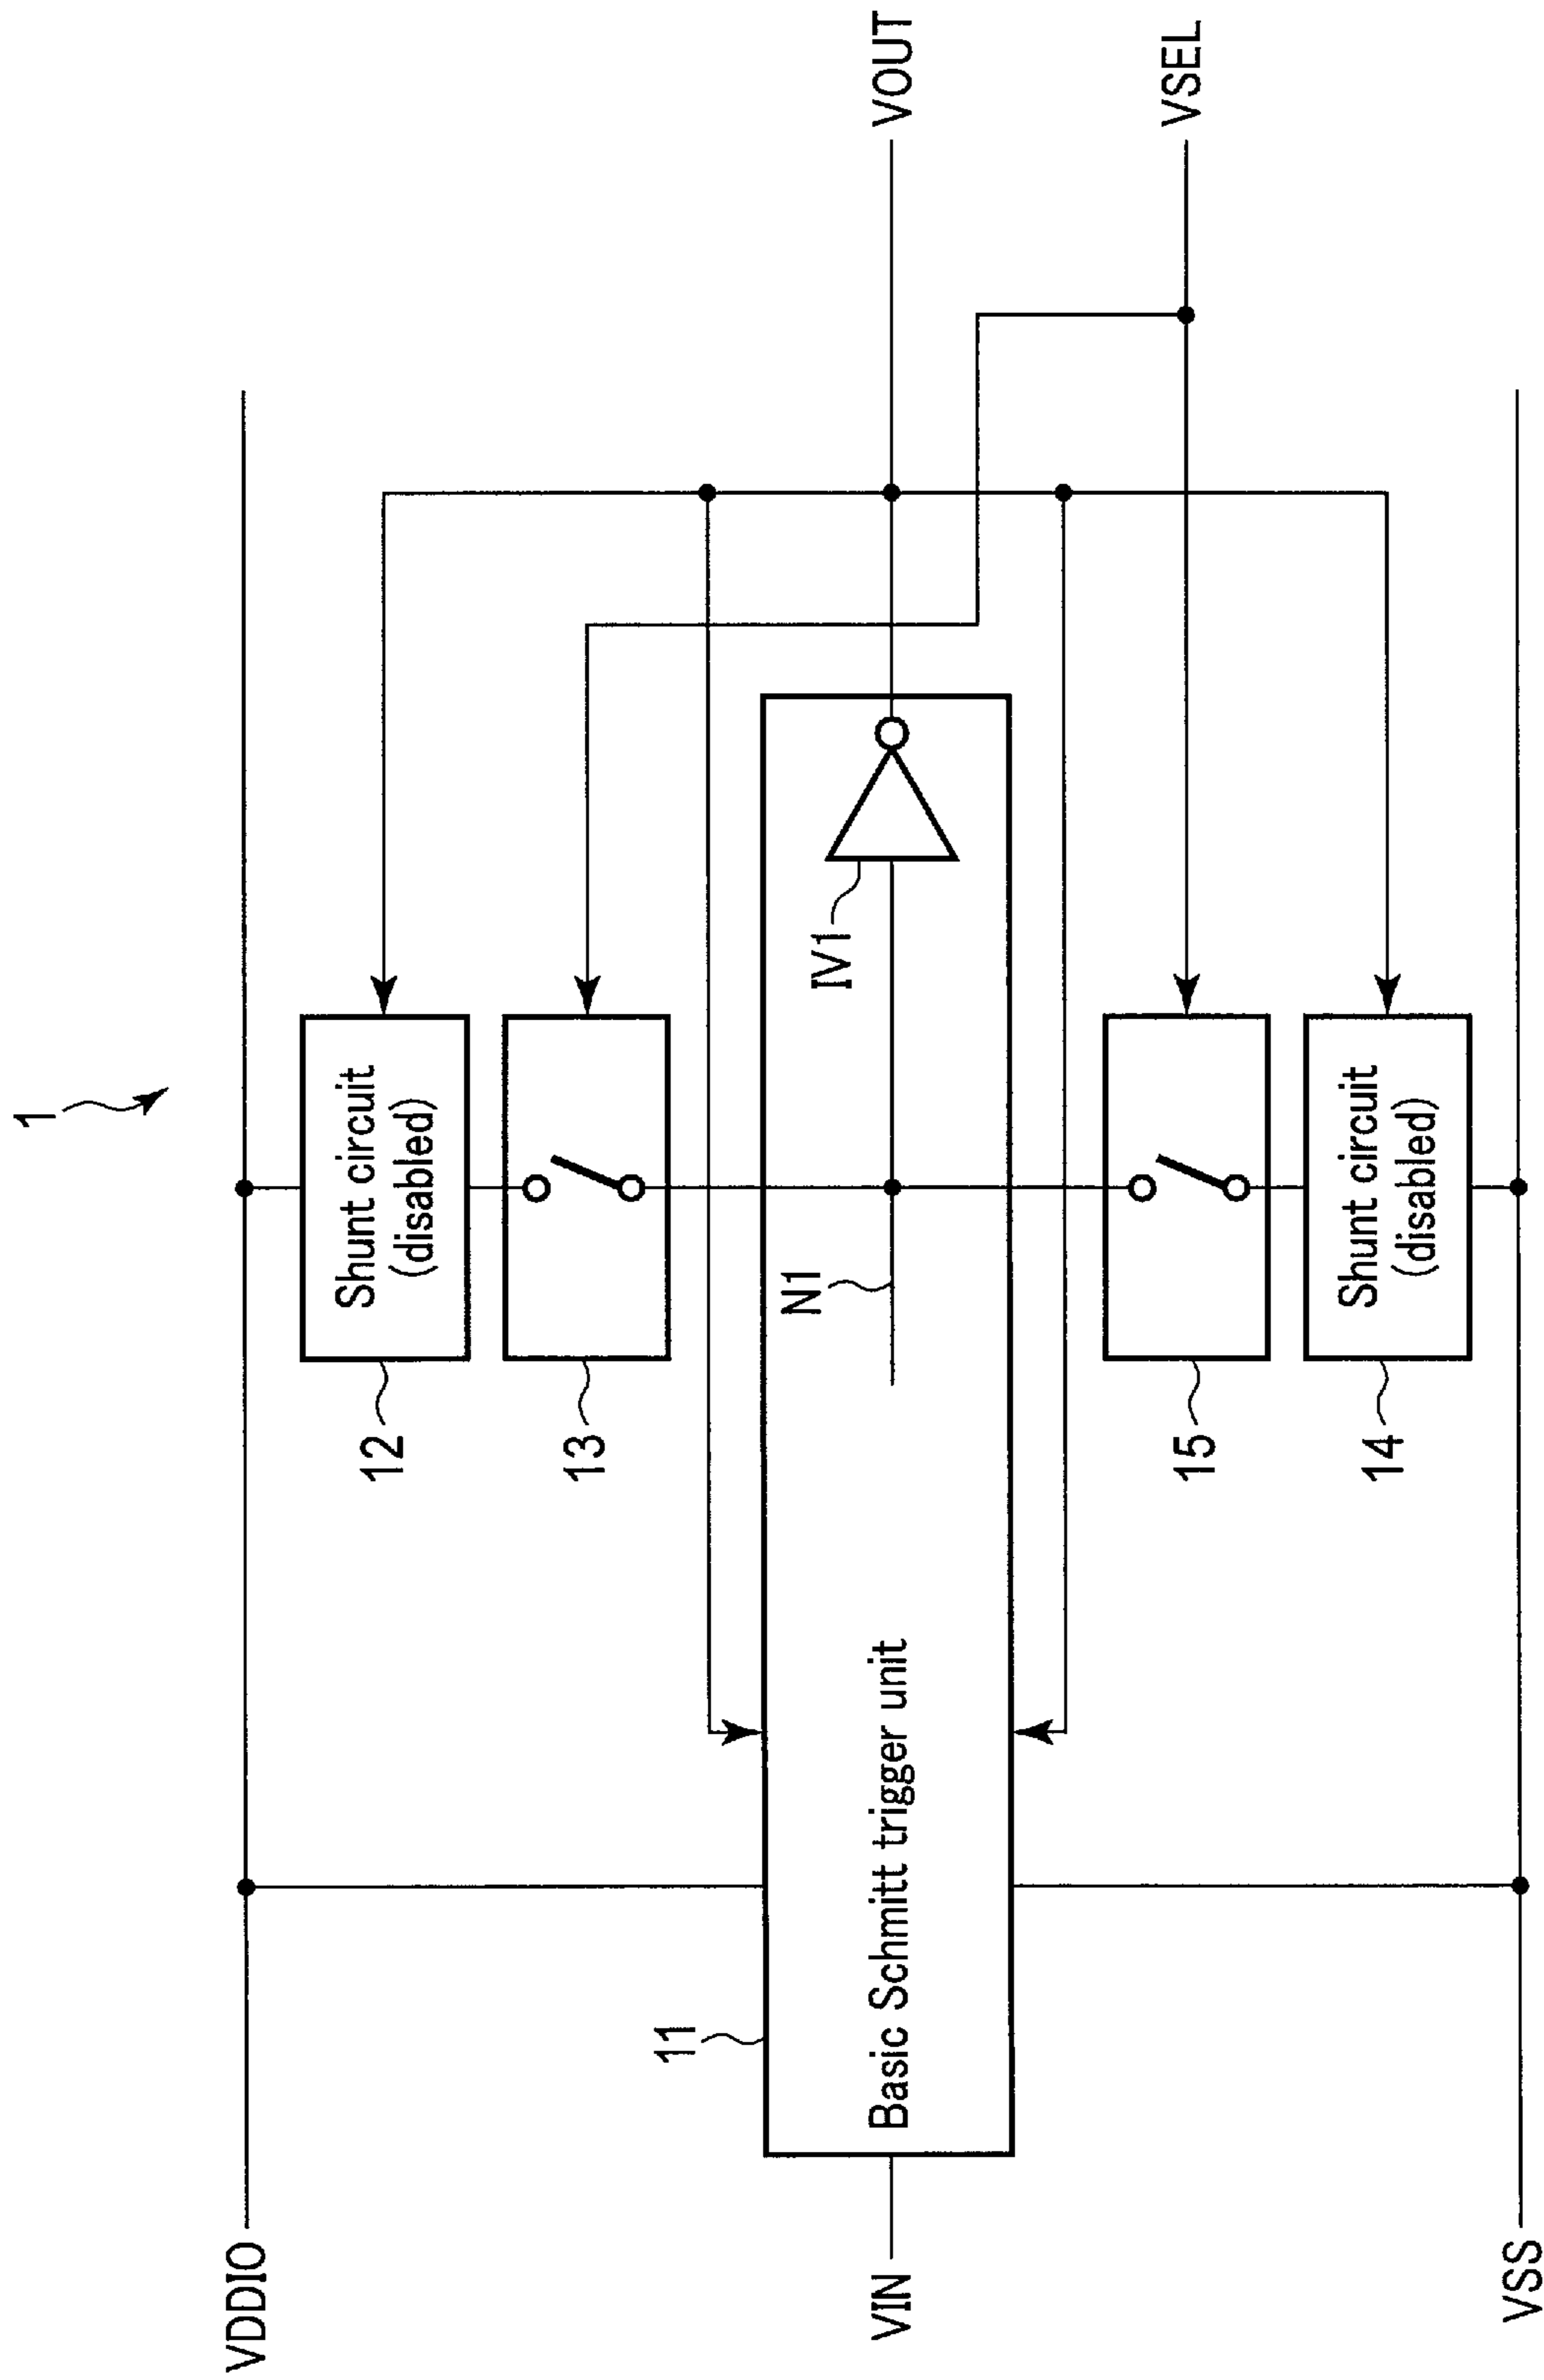 1
VDDIO
12
Shunt circuit
(disabled)
13
11
Basic Schmitt trigger unit
N1
IV1
VIN
VOUT
15
VSEL
14
Shunt circuit
(disabled)
VSS